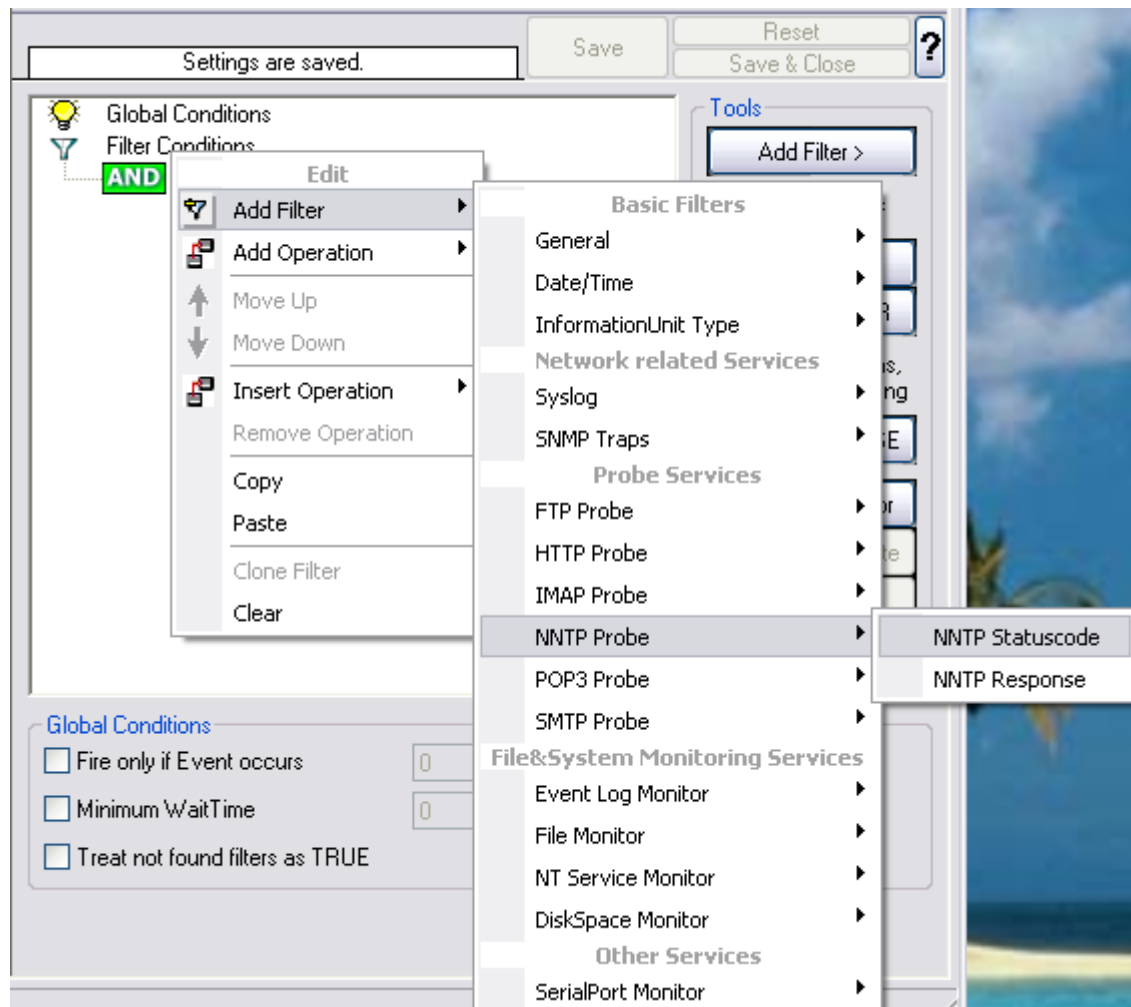 Settings are saved.
Save
Reset
Save & Close
?
Global Conditions
Filter Conditions
AND
Tools
Add Filter >
Edit
Add Filter
Add Operation
Move Up
Move Down
Insert Operation
Remove Operation
Copy
Paste
Clone Filter
Clear
Basic Filters
General
Date/Time
InformationUnit Type
Network related Services
Syslog
SNMP Traps
Probe Services
FTP Probe
HTTP Probe
IMAP Probe
NNTP Probe
POP3 Probe
SMTP Probe
File&System Monitoring Services
Event Log Monitor
File Monitor
NT Service Monitor
DiskSpace Monitor
Other Services
SerialPort Monitor
NNTP Statuscode
NNTP Response
Global Conditions
Fire only if Event occurs
0
Minimum WaitTime
0
Treat not found filters as TRUE